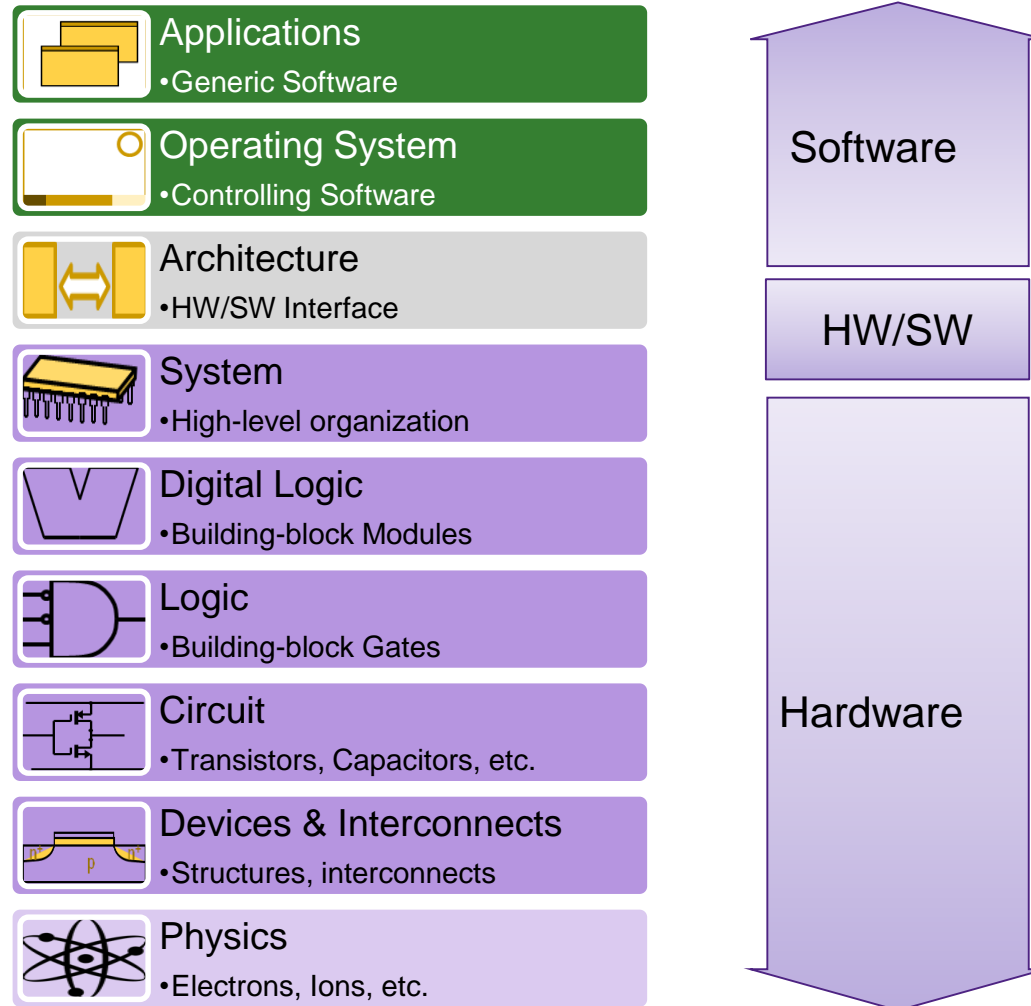 Applications
•Generic Software
Operating System
•Controlling Software
Architecture
•HW/SW Interface
System
•High-level organization
Digital Logic
•Building-block Modules
Logic
•Building-block Gates
Circuit
•Transistors, Capacitors, etc.
Devices & Interconnects
•Structures, interconnects
n+ p n+
Physics
•Electrons, Ions, etc.
Software
HW/SW
Hardware